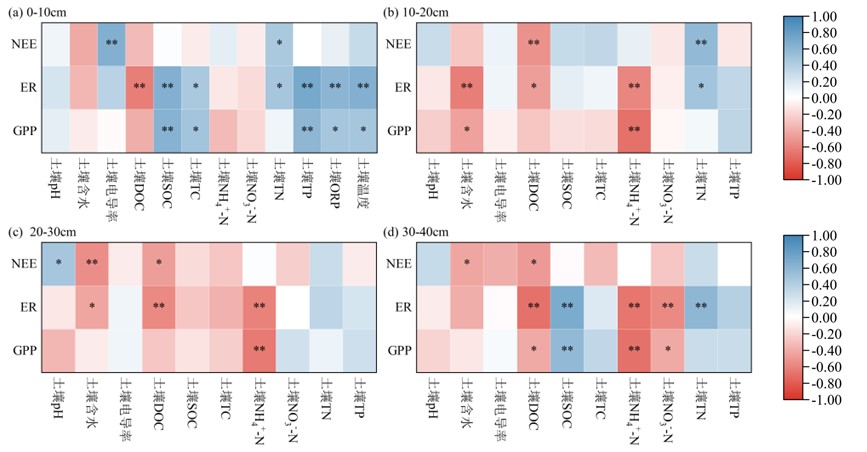 (a) 0-10cm
NEE
ER
GPP
** *
** ** * * ** ** **
** * ** * *
土壤pH
土壤含水
土壤电导率
土壤DOC
土壤SOC
土壤TC
土壤NH₄⁺-N
土壤NO₃⁻-N
土壤TN
土壤TP
土壤ORP
土壤温度
(b) 10-20cm
NEE
ER
GPP
** **
** * ** *
* **
土壤pH
土壤含水
土壤电导率
土壤DOC
土壤SOC
土壤TC
土壤NH₄⁺-N
土壤NO₃⁻-N
土壤TN
土壤TP
1.00
0.80
0.60
0.40
0.20
0.00
-0.20
-0.40
-0.60
-0.80
-1.00
(c) 20-30cm
NEE
ER
GPP
* ** *
* ** **
**
土壤pH
土壤含水
土壤电导率
土壤DOC
土壤SOC
土壤TC
土壤NH₄⁺-N
土壤NO₃⁻-N
土壤TN
土壤TP
(d) 30-40cm
NEE
ER
GPP
* *
** ** ** ** **
* ** ** *
土壤pH
土壤含水
土壤电导率
土壤DOC
土壤SOC
土壤TC
土壤NH₄⁺-N
土壤NO₃⁻-N
土壤TN
土壤TP
1.00
0.80
0.60
0.40
0.20
0.00
-0.20
-0.40
-0.60
-0.80
-1.00